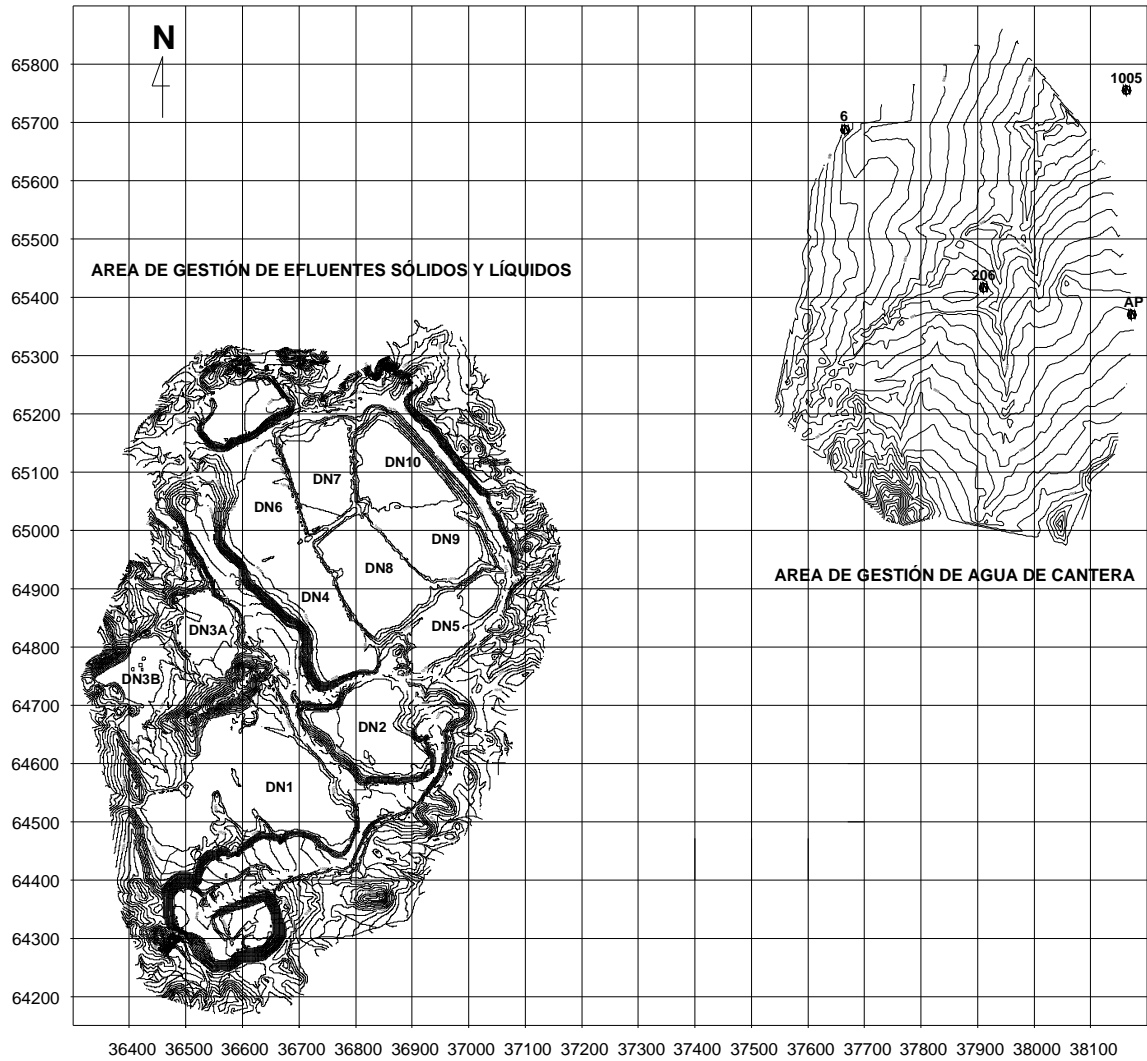 N
65800
1005
65700
6
65600
65500
AREA DE GESTIÓN DE EFLUENTES SÓLIDOS Y LÍQUIDOS
206
65400
AP
65300
65200
65100
DN10
DN7
DN6
65000
DN9
DN8
AREA DE GESTIÓN DE AGUA DE CANTERA
64900
DN4
DN3A
DN5
64800
DN3B
64700
DN2
64600
DN1
64500
64400
64300
64200
36400 36500 36600 36700 36800 36900 37000 37100 37200 37300 37400 37500 37600 37700 37800 37900 38000 38100